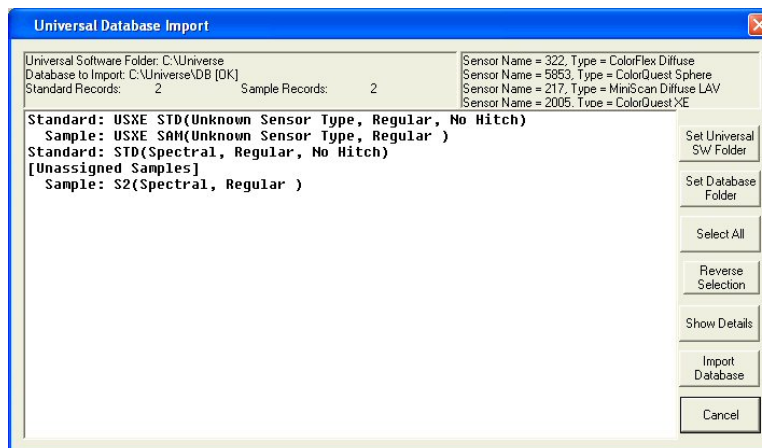 Universal Database Import
Universal Software Folder: C:\Universe
Database to Import: C:\Universe\DB [OK]
Standard Records: 2 Sample Records: 2
Sensor Name = 322, Type = ColorFlex Diffuse
Sensor Name = 5853, Type = ColorQuest Sphere
Sensor Name = 217, Type = MiniScan Diffuse LAV
Sensor Name = 2005, Type = ColorQuest XE
Standard: USXE STD(Unknown Sensor Type, Regular, No Hitch)
Sample: USXE SAM(Unknown Sensor Type, Regular )
Standard: STD(Spectral, Regular, No Hitch)
[Unassigned Samples]
Sample: S2(Spectral, Regular )
Set Universal
SW Folder
Set Database
Folder
Select All
Reverse
Selection
Show Details
Import
Database
Cancel